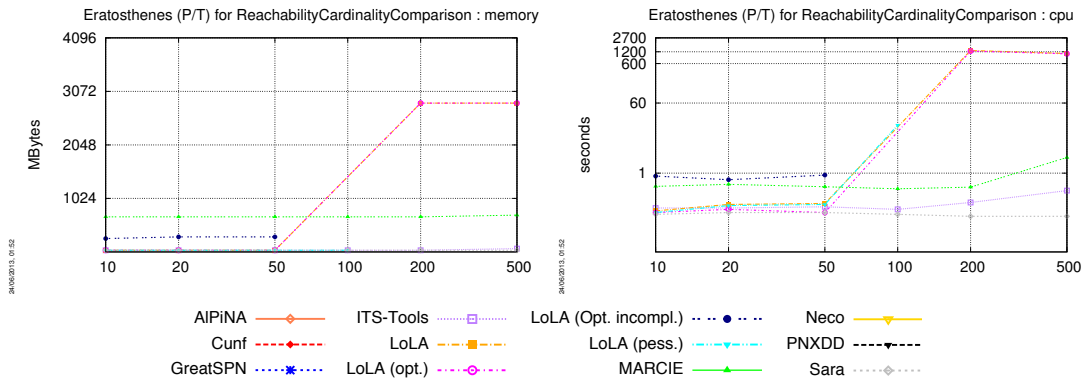 Eratosthenes (P/T) for ReachabilityCardinalityComparison : memory
4096
3072
2048
1024
MBytes
10 20 50 100 200 500
24/06/2013, 01:52
Eratosthenes (P/T) for ReachabilityCardinalityComparison : cpu
2700
1200
600
60
1
seconds
10 20 50 100 200 500
24/06/2013, 01:52
AlPiNA ITS-Tools LoLA (Opt. incompl.) Neco
Cunf LoLA LoLA (pess.) PNXDD
GreatSPN LoLA (opt.) MARCIE Sara